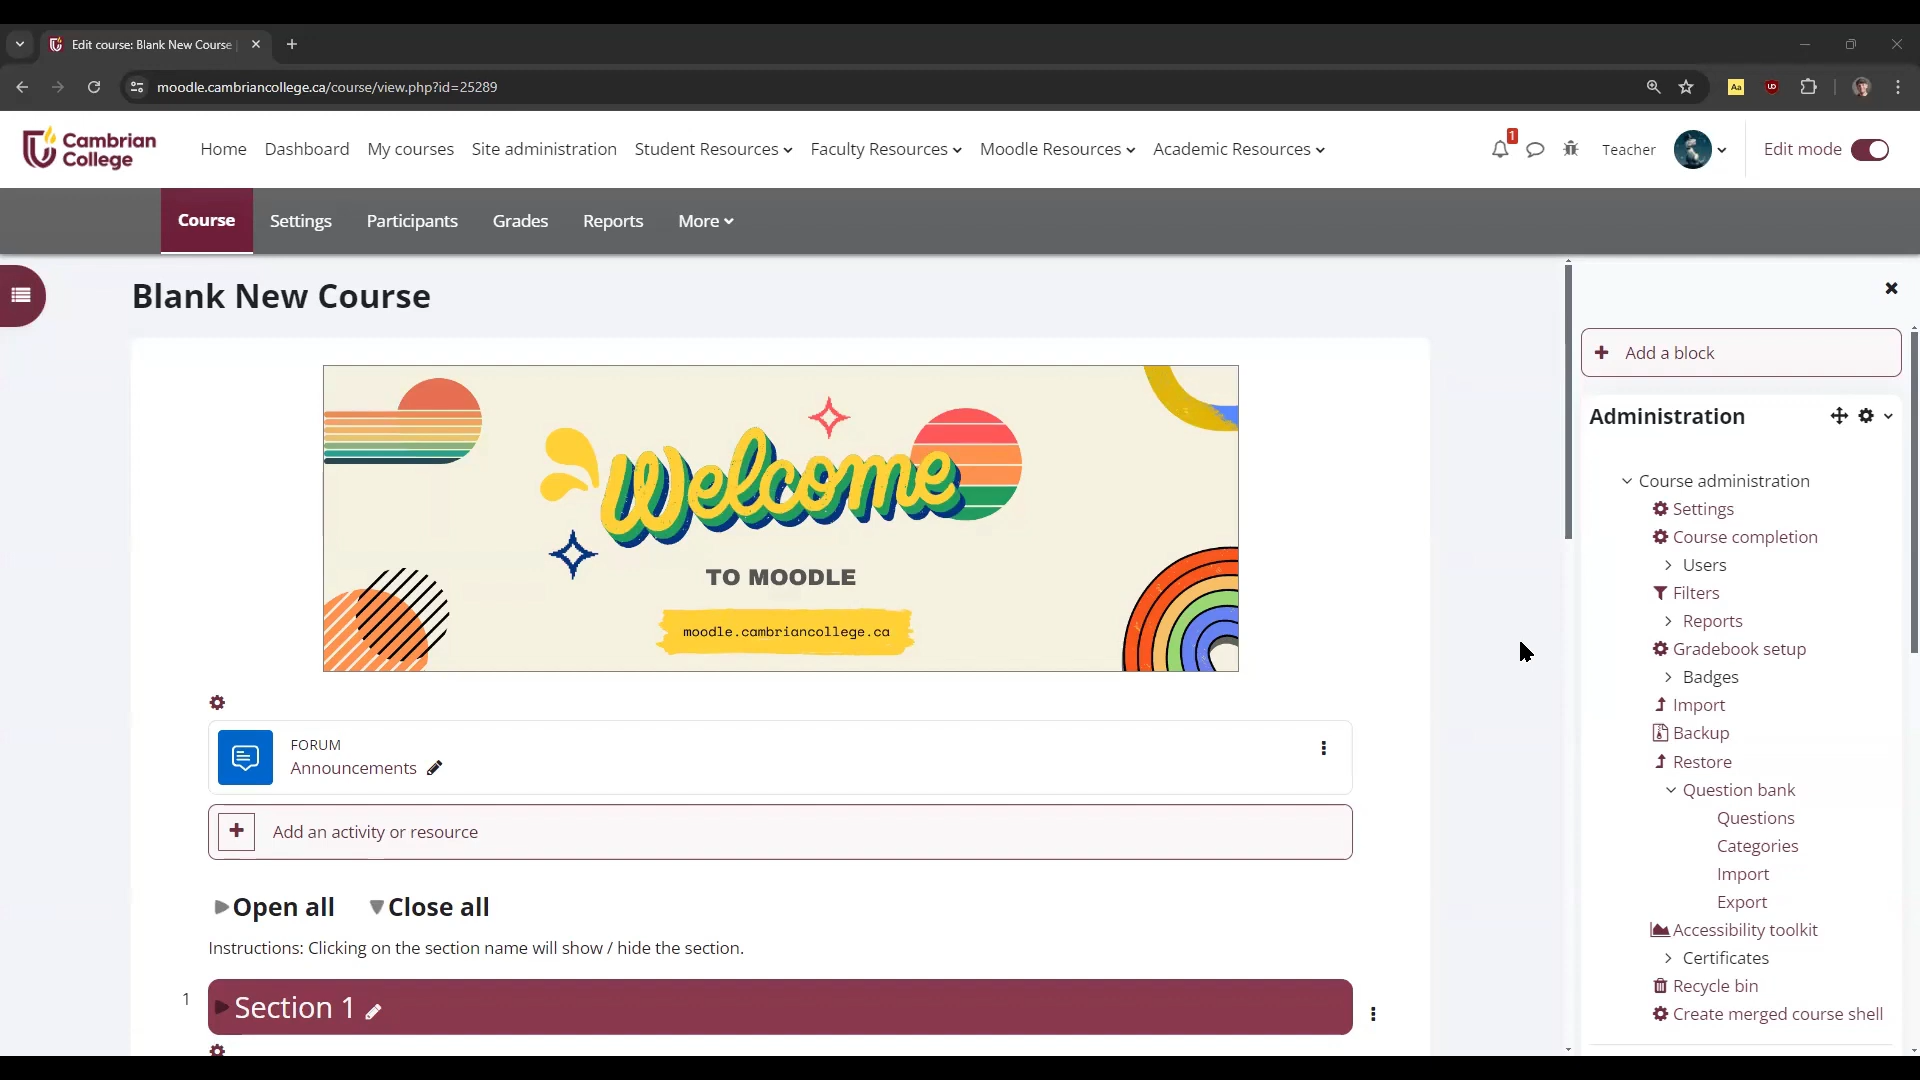 Edit course: Blank New Course
moodle.cambriancollege.ca/course/view.php?id=25289
Aa
UD
Cambrian
College
Home
Dashboard
My courses
Site administration
Student Resources
Faculty Resources
Moodle Resources
Academic Resources
1
Teacher
Edit mode
Course
Settings
Participants
Grades
Reports
More
Blank New Course
Welcome
TO MOODLE
moodle.cambriancollege.ca
FORUM
Announcements
Add an activity or resource
Open all
Close all
Instructions: Clicking on the section name will show / hide the section.
1
Section 1
Add a block
Administration
Course administration
Settings
Course completion
Users
Filters
Reports
Gradebook setup
Badges
Import
Backup
Restore
Question bank
Questions
Categories
Import
Export
Accessibility toolkit
Certificates
Recycle bin
Create merged course shell